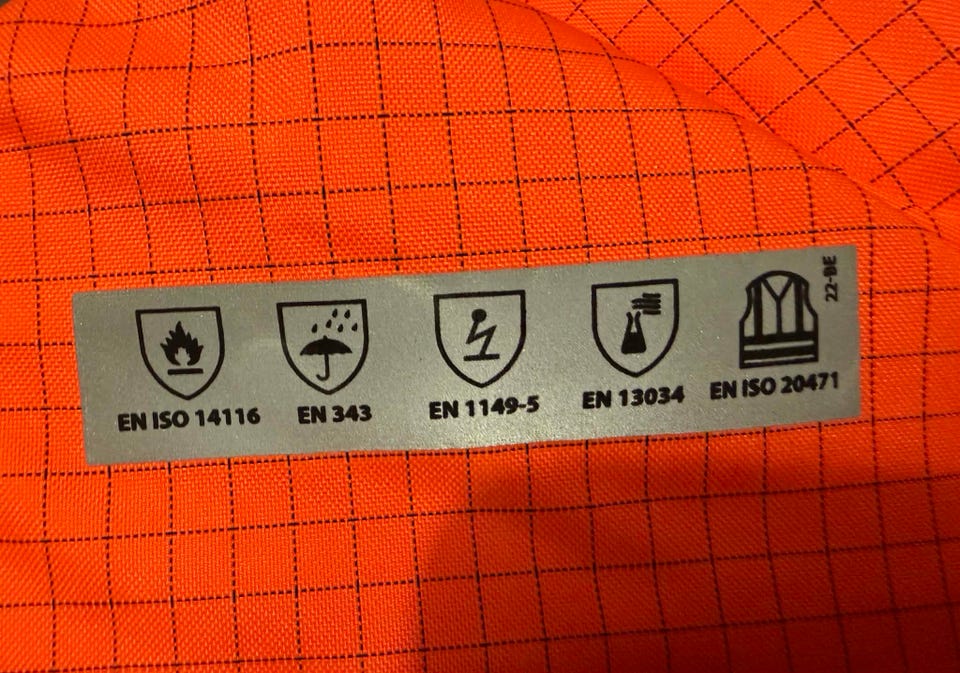 EN ISO 14116
EN 343
EN 1149-5
EN 13034
EN ISO 20471
22-BE